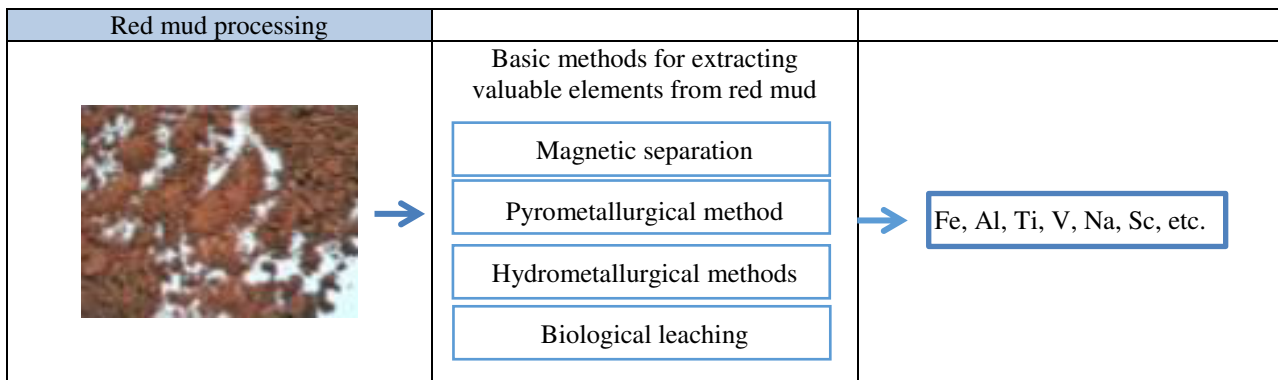 Red mud processing
Basic methods for extracting
valuable elements from red mud
Magnetic separation
Pyrometallurgical method
Hydrometallurgical methods
Biological leaching
Fe, Al, Ti, V, Na, Sc, etc.